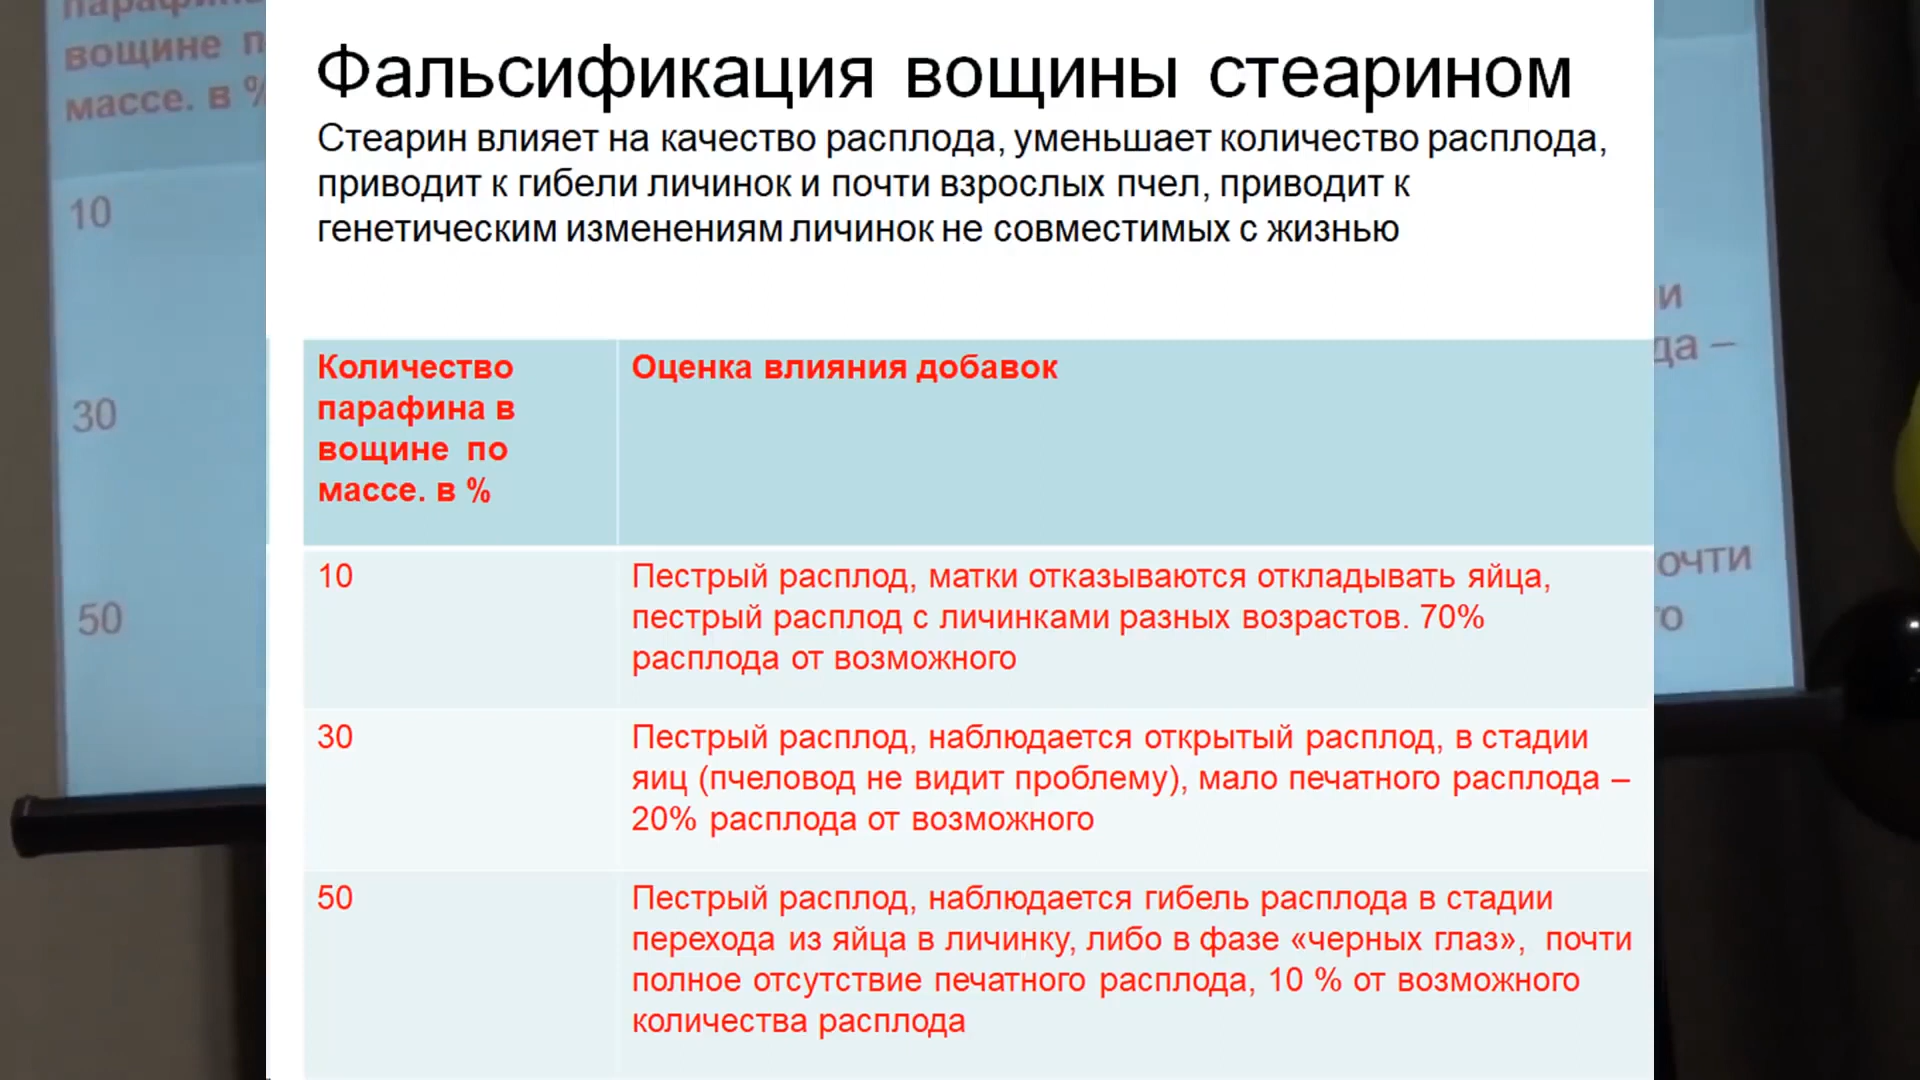 Фальсификация вощины стеарином
Стеарин влияет на качество расплода, уменьшает количество расплода,
приводит к гибели личинок и почти взрослых пчел, приводит к
генетическим изменениям личинок не совместимых с жизнью
Количество
парафина в
вощине по
массе. в %
Оценка влияния добавок
10
Пестрый расплод, матки отказываются откладывать яйца,
пестрый расплод с личинками разных возрастов. 70%
расплода от возможного
30
Пестрый расплод, наблюдается открытый расплод, в стадии
яиц (пчеловод не видит проблему), мало печатного расплода –
20% расплода от возможного
50
Пестрый расплод, наблюдается гибель расплода в стадии
перехода из яйца в личинку, либо в фазе «черных глаз», почти
полное отсутствие печатного расплода, 10 % от возможного
количества расплода
вощине п
массе. в %
10
30
50
и
да –
очти
го